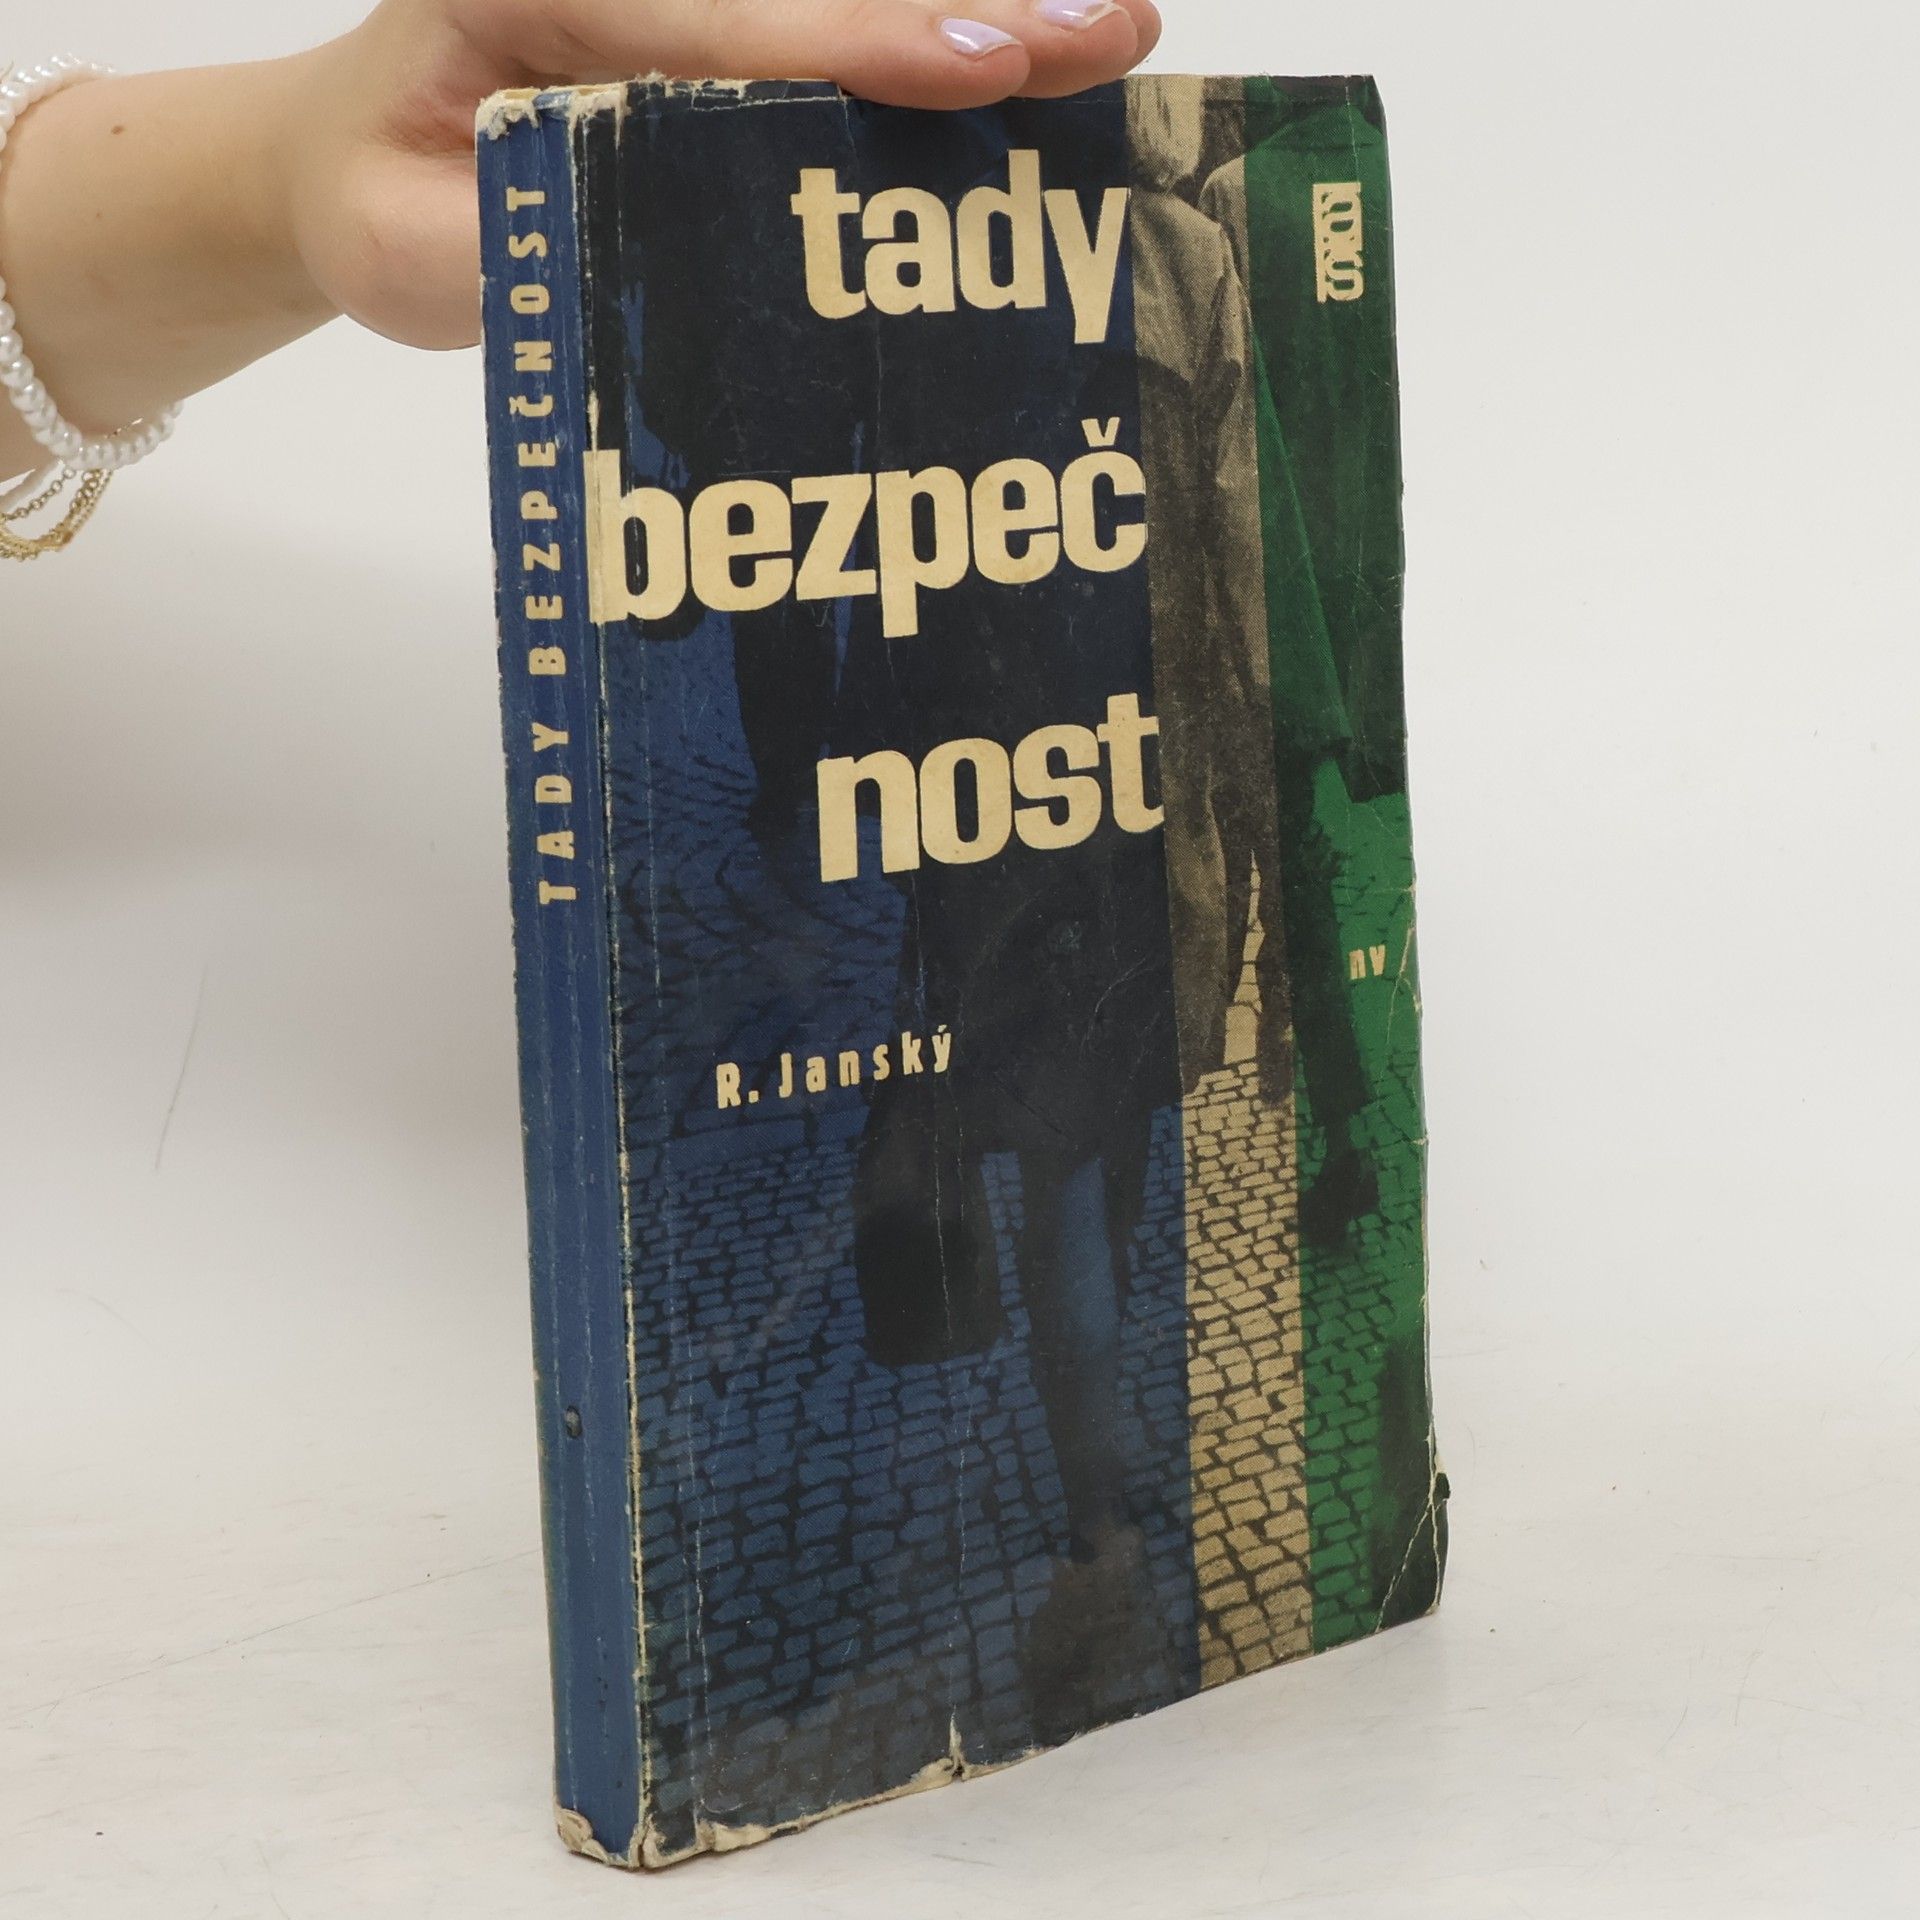 TADY BEZPEČNOST
tady
bezpeč
nost
R. Janský
nv